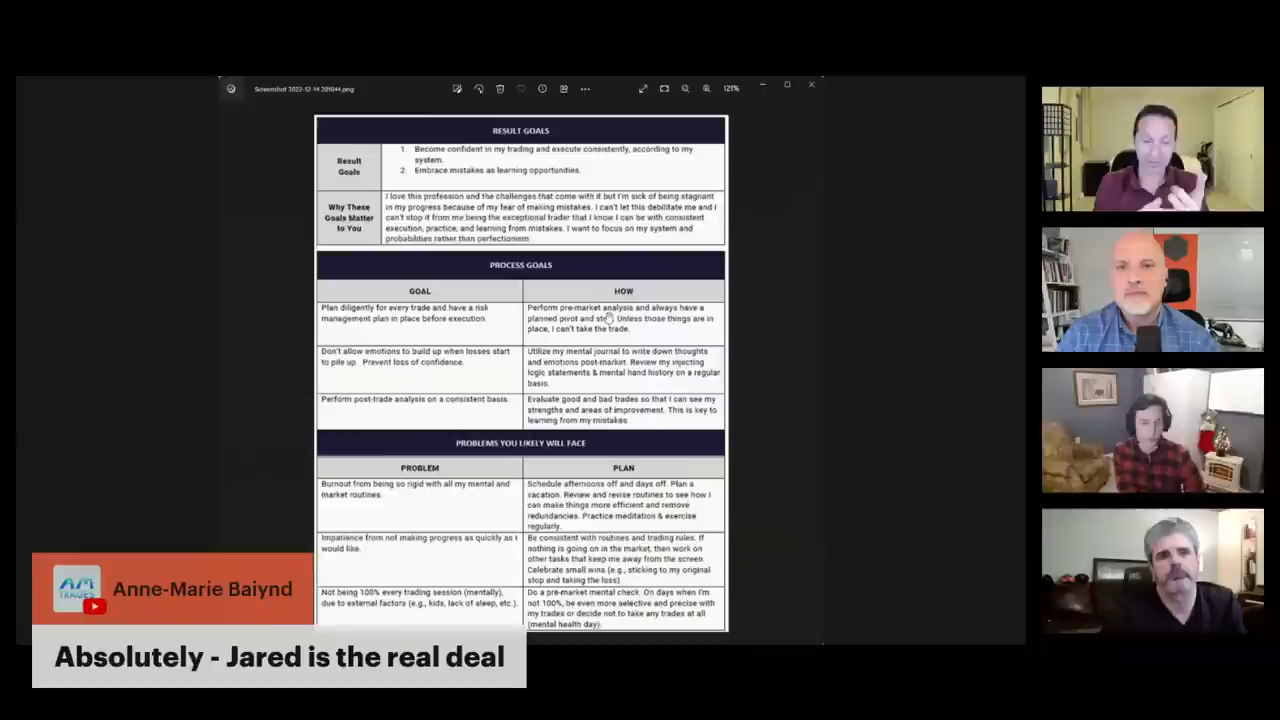 Screenshot 2022-12-14 201044.png
121%
RESULT GOALS
Result
Goals
1. Become confident in my trading and execute consistently, according to my
system.
2. Embrace mistakes as learning opportunities.
Why These
Goals Matter
to You
I love this profession and the challenges that come with it but I'm sick of being stagnant
in my progress because of my fear of making mistakes. I can't let this debilitate me and I
can't stop it from me being the exceptional trader that I know I can be with consistent
execution, practice, and learning from mistakes. I want to focus on my system and
probabilities rather than perfectionism
PROCESS GOALS
GOAL
HOW
Plan diligently for every trade and have a risk
management plan in place before execution.
Perform pre-market analysis and always have a
planned pivot and Unless those things are in
place, I can't take the trade.
Don't allow emotions to build up when losses start
to pile up. Prevent loss of confidence.
Utilize my mental journal to write down thoughts
and emotions post-market. Review my injecting
logic statements & mental hand history on a regular
basis.
Perform post-trade analysis on a consistent basis.
Evaluate good and bad trades so that I can see my
strengths and areas of improvement. This is key to
learning from my mistakes
PROBLEMS YOU LIKELY WILL FACE
PROBLEM
PLAN
Burnout from being so rigid with all my mental and
market routines.
Schedule afternoons off and days off. Plan a
vacation. Review and revise routines to see how I
can make things more efficient and remove
redundancies. Practice meditation & exercise
regularly.
Impatience from not making progress as quickly as I
would like.
Be consistent with routines and trading rules. If
nothing is going on in the market, then work on
other tasks that keep me away from the screen.
Celebrate small wins (e.g., sticking to my original
stop and taking the loss)
Not being 100% every trading session (mentally),
due to external factors (e.g., kids, lack of sleep, etc.).
Do a pre-market mental check. On days when I'm
not 100%, be even more selective and precise with
my trades or decide not to take any trades at all
(mental health day).
AM
TRADES
Anne-Marie Baiynd
Absolutely - Jared is the real deal